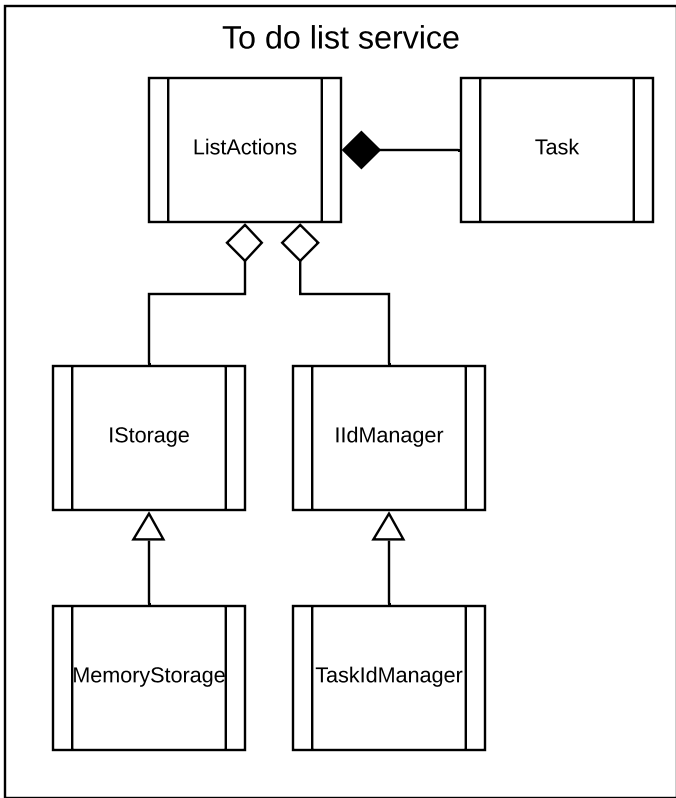 To do list service
ListActions
Task
IStorage
IIdManager
MemoryStorage
TaskIdManager